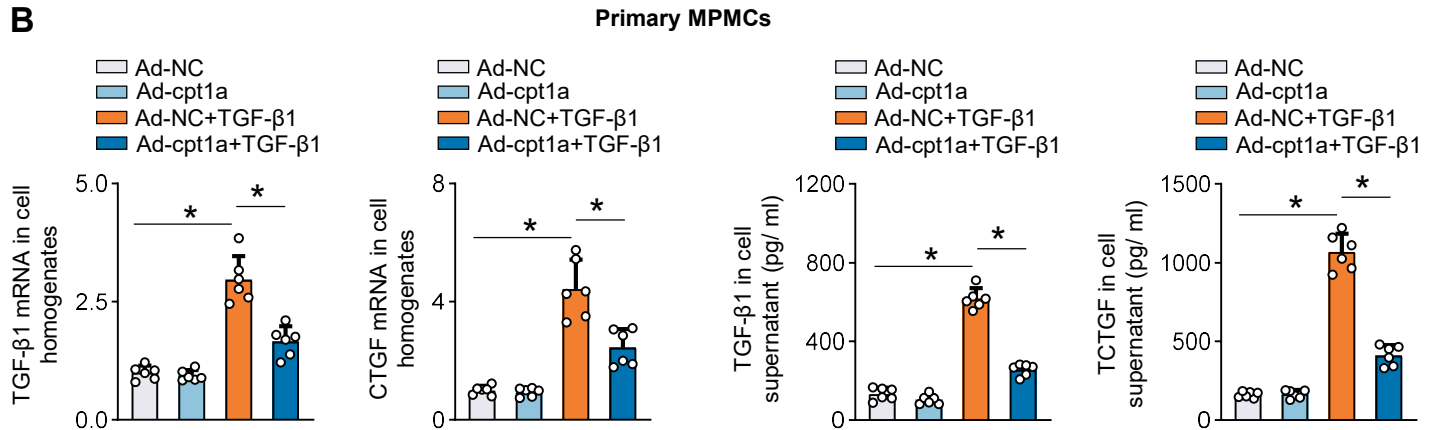 B
Primary MPMCs
Ad-NC
Ad-cpt1a
Ad-NC+TGF-β1
Ad-cpt1a+TGF-β1
TGF-β1 mRNA in cell
homogenates
5.0
2.5
0.0
*
*
Ad-NC
Ad-cpt1a
Ad-NC+TGF-β1
Ad-cpt1a+TGF-β1
CTGF mRNA in cell
homogenates
8
4
0
*
*
Ad-NC
Ad-cpt1a
Ad-NC+TGF-β1
Ad-cpt1a+TGF-β1
TGF-β1 in cell
supernatant (pg/ ml)
1200
800
400
0
*
*
Ad-NC
Ad-cpt1a
Ad-NC+TGF-β1
Ad-cpt1a+TGF-β1
TCTGF in cell
supernatant (pg/ ml)
1500
1000
500
0
*
*